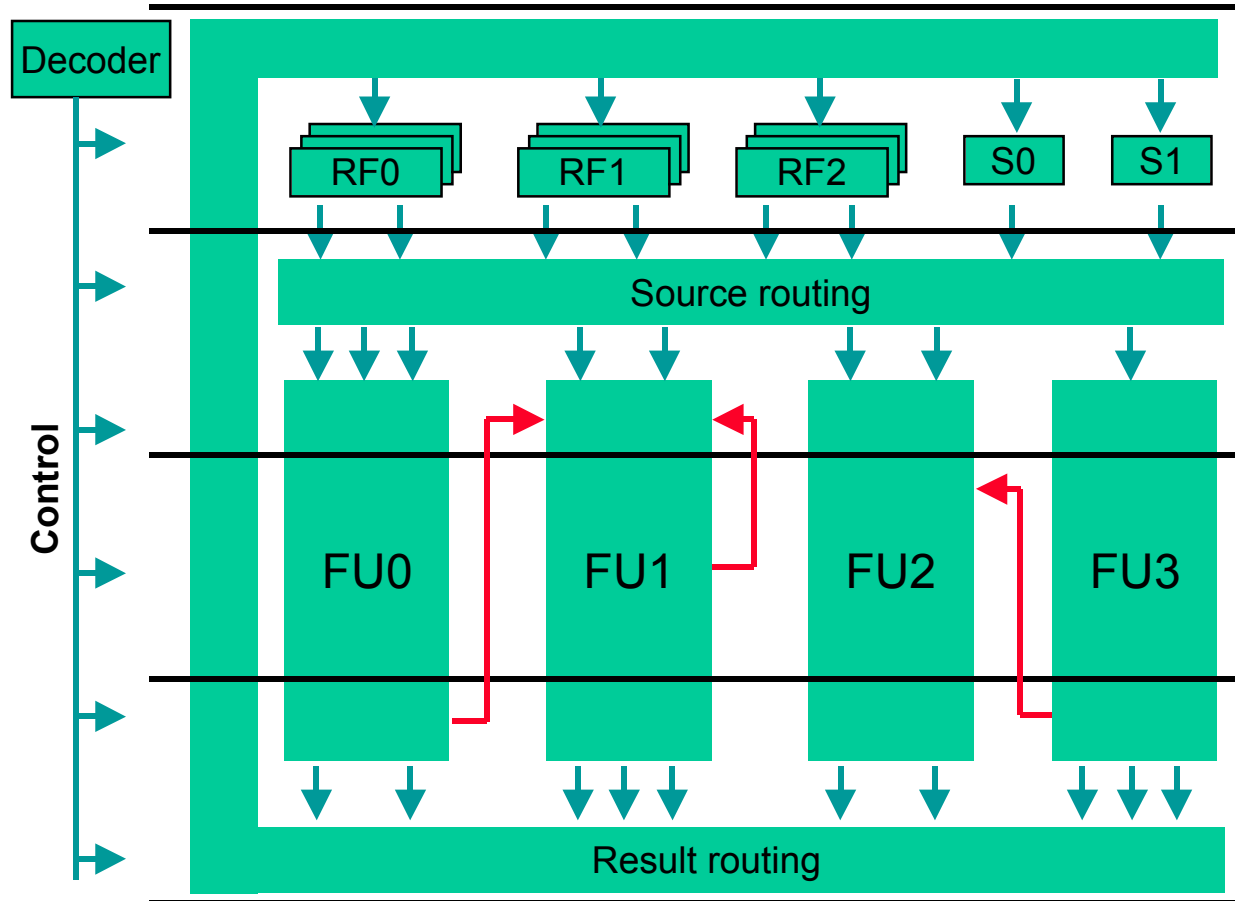 Decoder
RF0
RF1
RF2
S0
S1
Source routing
Control
FU0
FU1
FU2
FU3
Result routing